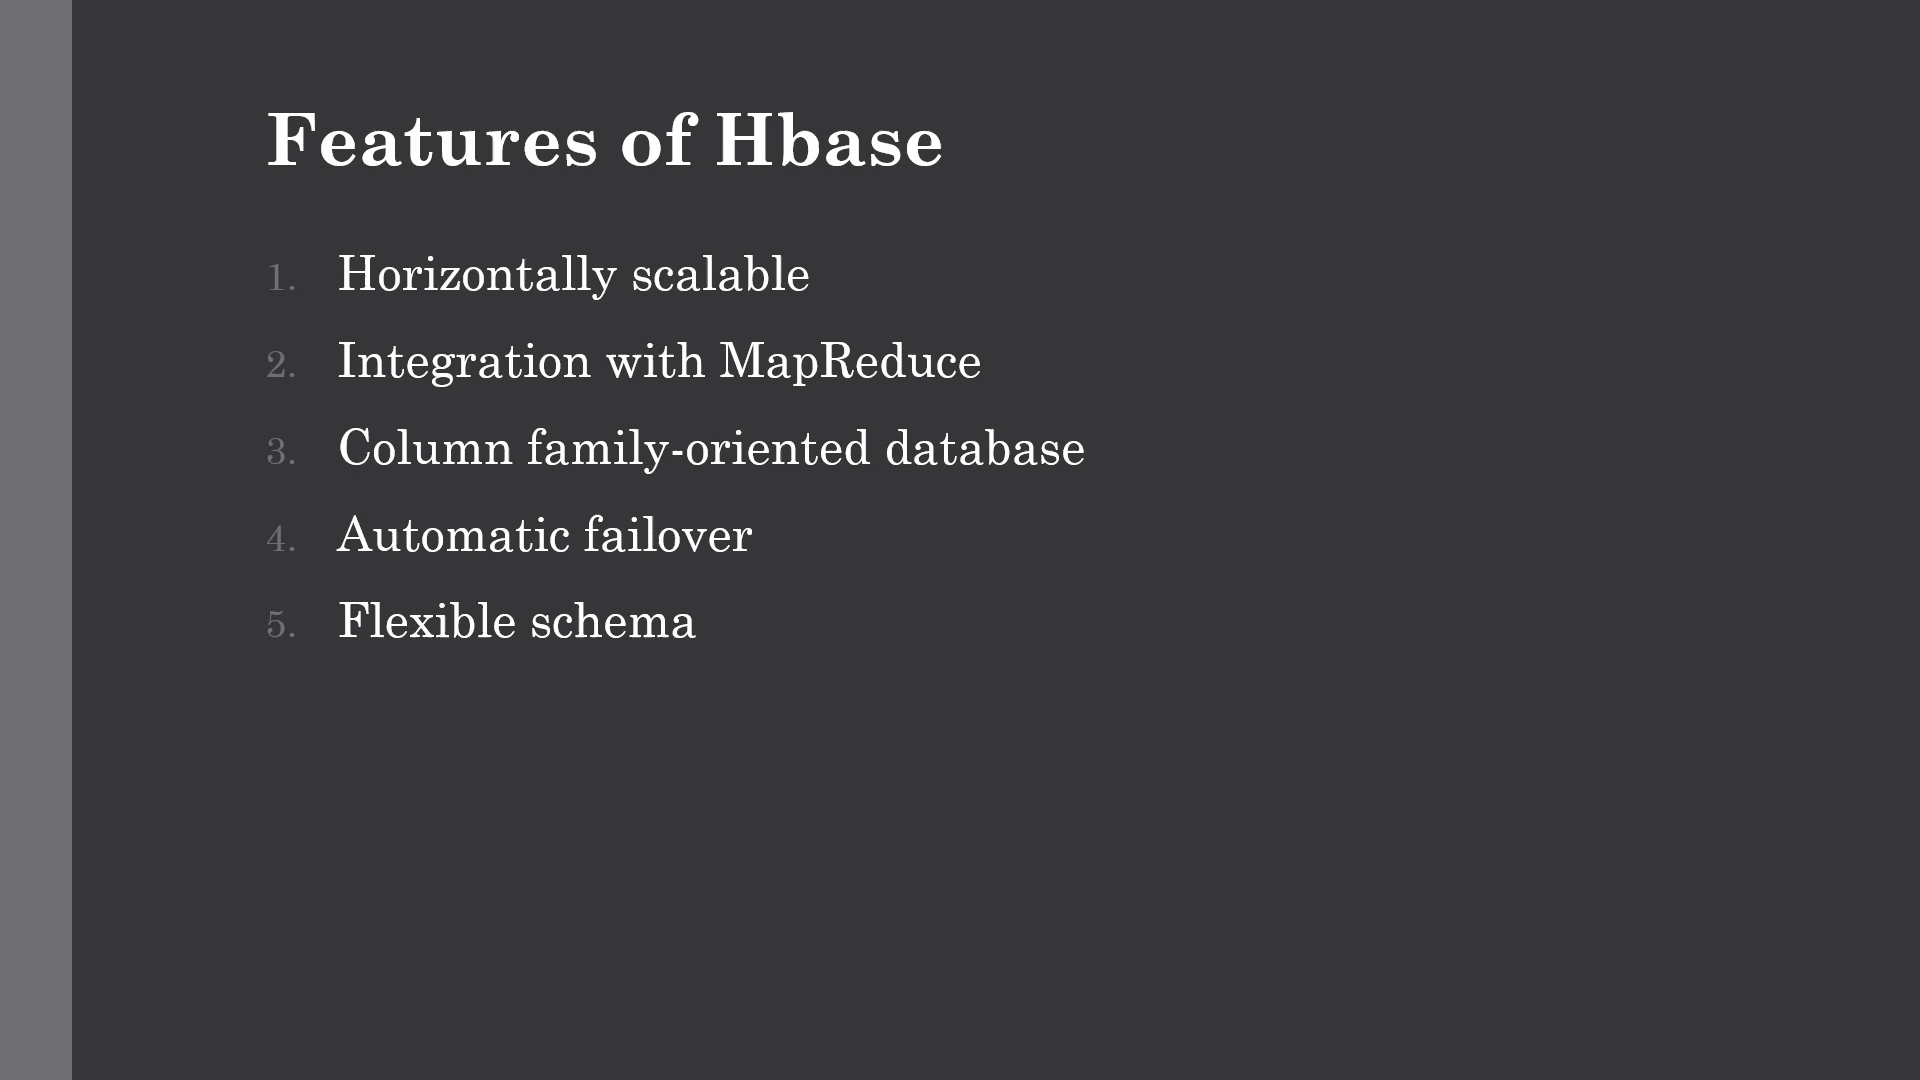 Features of Hbase
1. Horizontally scalable
2. Integration with MapReduce
3. Column family-oriented database
4. Automatic failover
5. Flexible schema